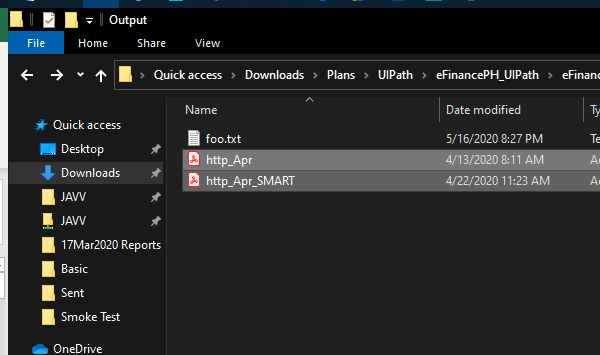 Output
File Home Share View
Quick access Downloads Plans UIPath eFinancePH_UIPath eFinanc
Name Date modified Ty
Quick access
Desktop
Downloads
JAVV
JAVV
17Mar2020 Reports
Basic
Sent
Smoke Test
OneDrive
foo.txt 5/16/2020 8:27 PM Te
http_Apr 4/13/2020 8:11 AM Ac
http_Apr_SMART 4/22/2020 11:23 AM Ac